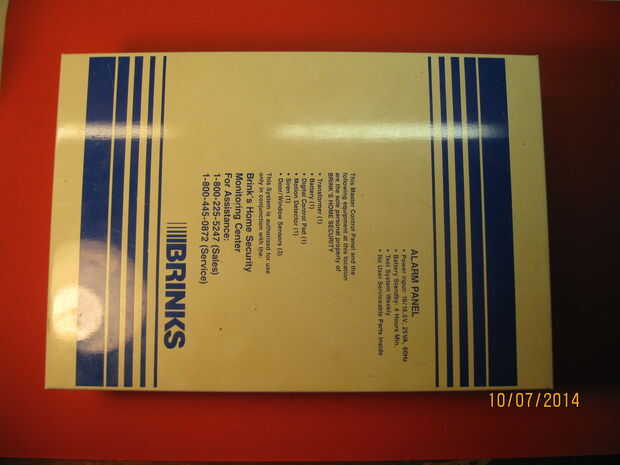 ALARM PANEL
• Power Input: 16/16.5V, 25VA, 60Hz
• Battery Standby: 4 Hours Min.
• Test System Weekly
• No User Serviceable Parts Inside
This Master Control Panel and the
following equipment at this location
are the sole personal property of
BRINK'S HOME SECURITY
• Transformer (1)
• Battery (1)
• Digital Control Pad (1)
• Motion Detector (1)
• Siren (1)
• Door/Window Sensors (3)
This System is authorized for use
only in conjunction with the:
Brink's Home Security
Monitoring Center
For Assistance:
1-800-225-5247 (Sales)
1-800-445-0872 (Service)
BRINKS
10/07/2014